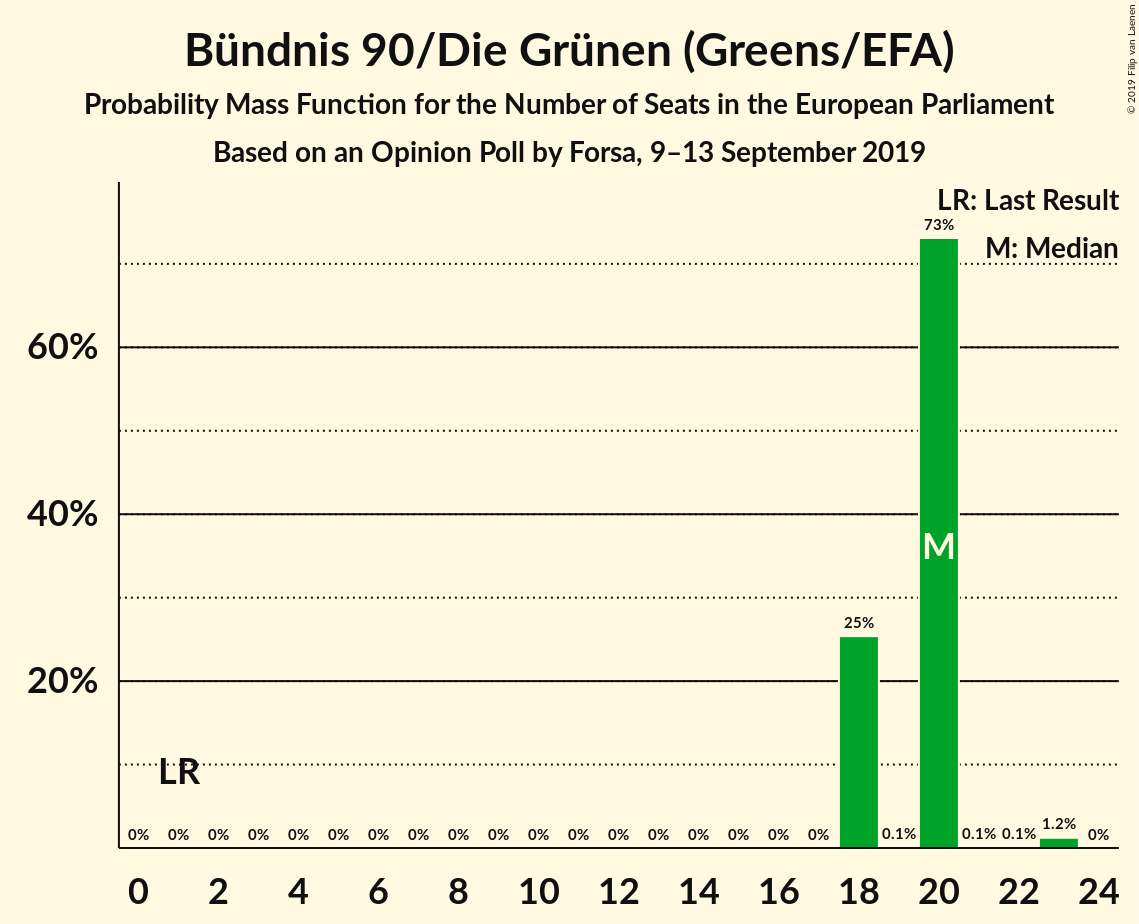 Bündnis 90/Die Grünen (Greens/EFA)
Probability Mass Function for the Number of Seats in the European Parliament
Based on an Opinion Poll by Forsa, 9–13 September 2019
© 2019 Filip van Laenen
LR: Last Result
M: Median
73%
60%
40%
M
25%
20%
LR
0% 0% 0% 0% 0% 0% 0% 0% 0% 0% 0% 0% 0% 0% 0% 0% 0% 0% 0.1% 0.1% 0.1% 1.2% 0%
0 2 4 6 8 10 12 14 16 18 20 22 24